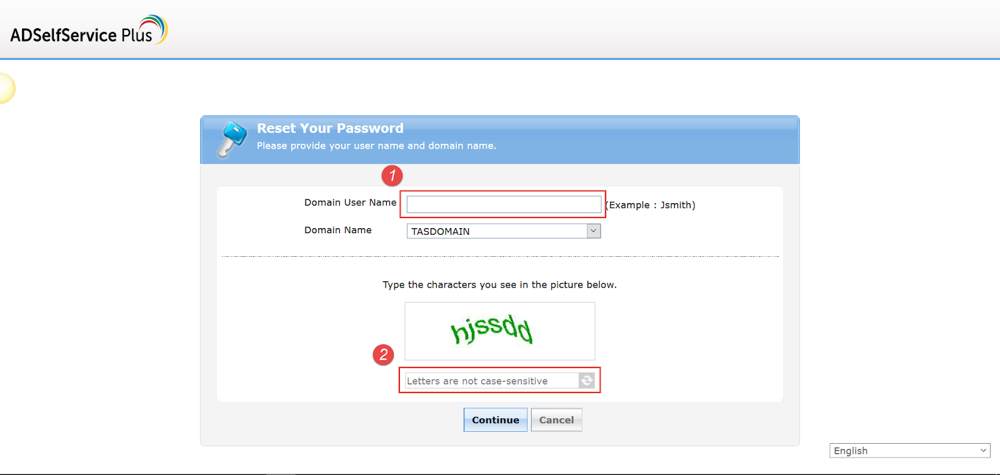 ADSelfService Plus
Reset Your Password
Please provide your user name and domain name.
1
Domain User Name
(Example : Jsmith)
Domain Name
TASDOMAIN
Type the characters you see in the picture below.
hjssdd
2
Letters are not case-sensitive
Continue
Cancel
English